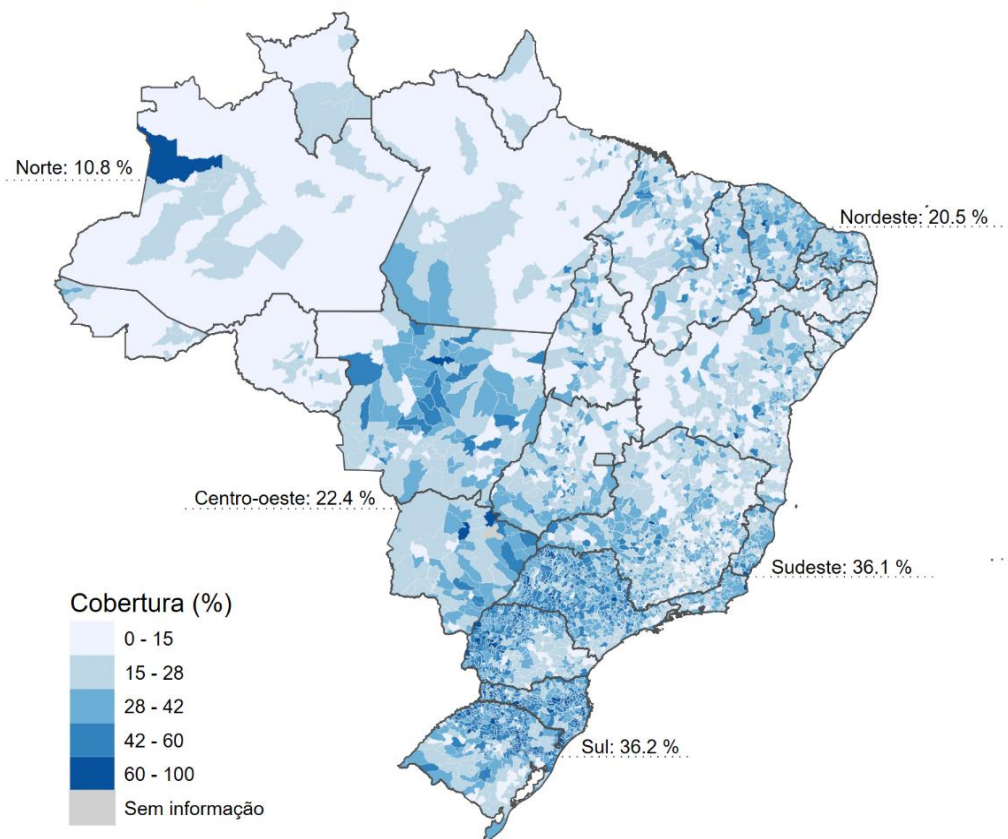 Norte: 10.8 %
Nordeste: 20.5 %
Centro-oeste: 22.4 %
Sudeste: 36.1 %
Cobertura (%)
0 - 15
15 - 28
28 - 42
42 - 60
60 - 100
Sem informação
Sul: 36.2 %